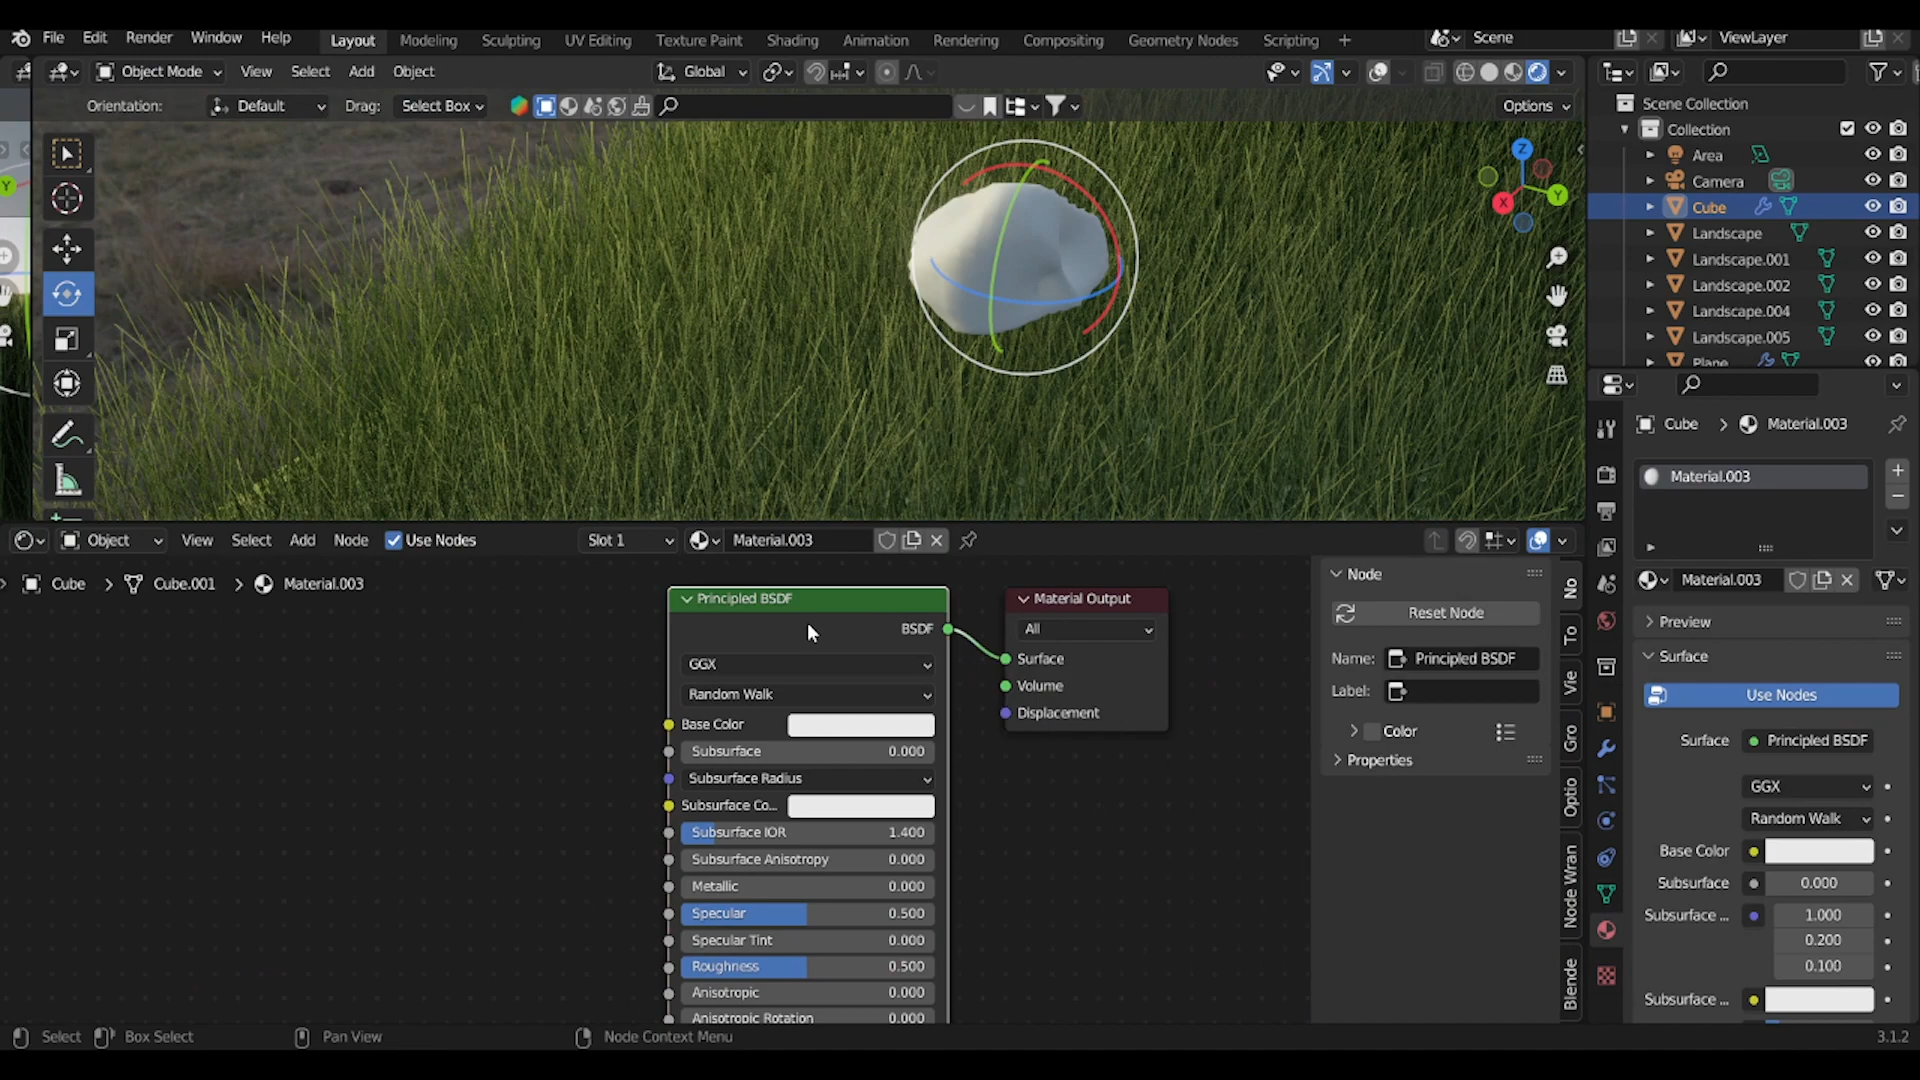 File Edit Render Window Help Layout Modeling Sculpting UV Editing Texture Paint Shading Animation Rendering Compositing Geometry Nodes Scripting + Scene ViewLayer
Object Mode View Select Add Object Global
Orientation: Default Drag: Select Box Options
Scene Collection
Collection
Area
Camera
Cube
Landscape
Landscape.001
Landscape.002
Landscape.004
Landscape.005
Plane
Z
Y
X
Y
Cube > Material.003
Material.003
Object View Select Add Node Use Nodes Slot 1 Material.003
Cube > Cube.001 > Material.003
Principled BSDF
BSDF
GGX
Random Walk
Base Color
Subsurface 0.000
Subsurface Radius
Subsurface Co...
Subsurface IOR 1.400
Subsurface Anisotropy 0.000
Metallic 0.000
Specular 0.500
Specular Tint 0.000
Roughness 0.500
Anisotropic 0.000
Anisotropic Rotation 0.000
Material Output
All
Surface
Volume
Displacement
Node
Reset Node
Name: Principled BSDF
Label:
Color
Properties
No
To
Vie
Gro
Optio
Node Wran
Blende
Material.003
Preview
Surface
Use Nodes
Surface Principled BSDF
GGX
Random Walk
Base Color
Subsurface 0.000
Subsurface ... 1.000
0.200
0.100
Subsurface ...
Select Box Select Pan View Node Context Menu 3.1.2